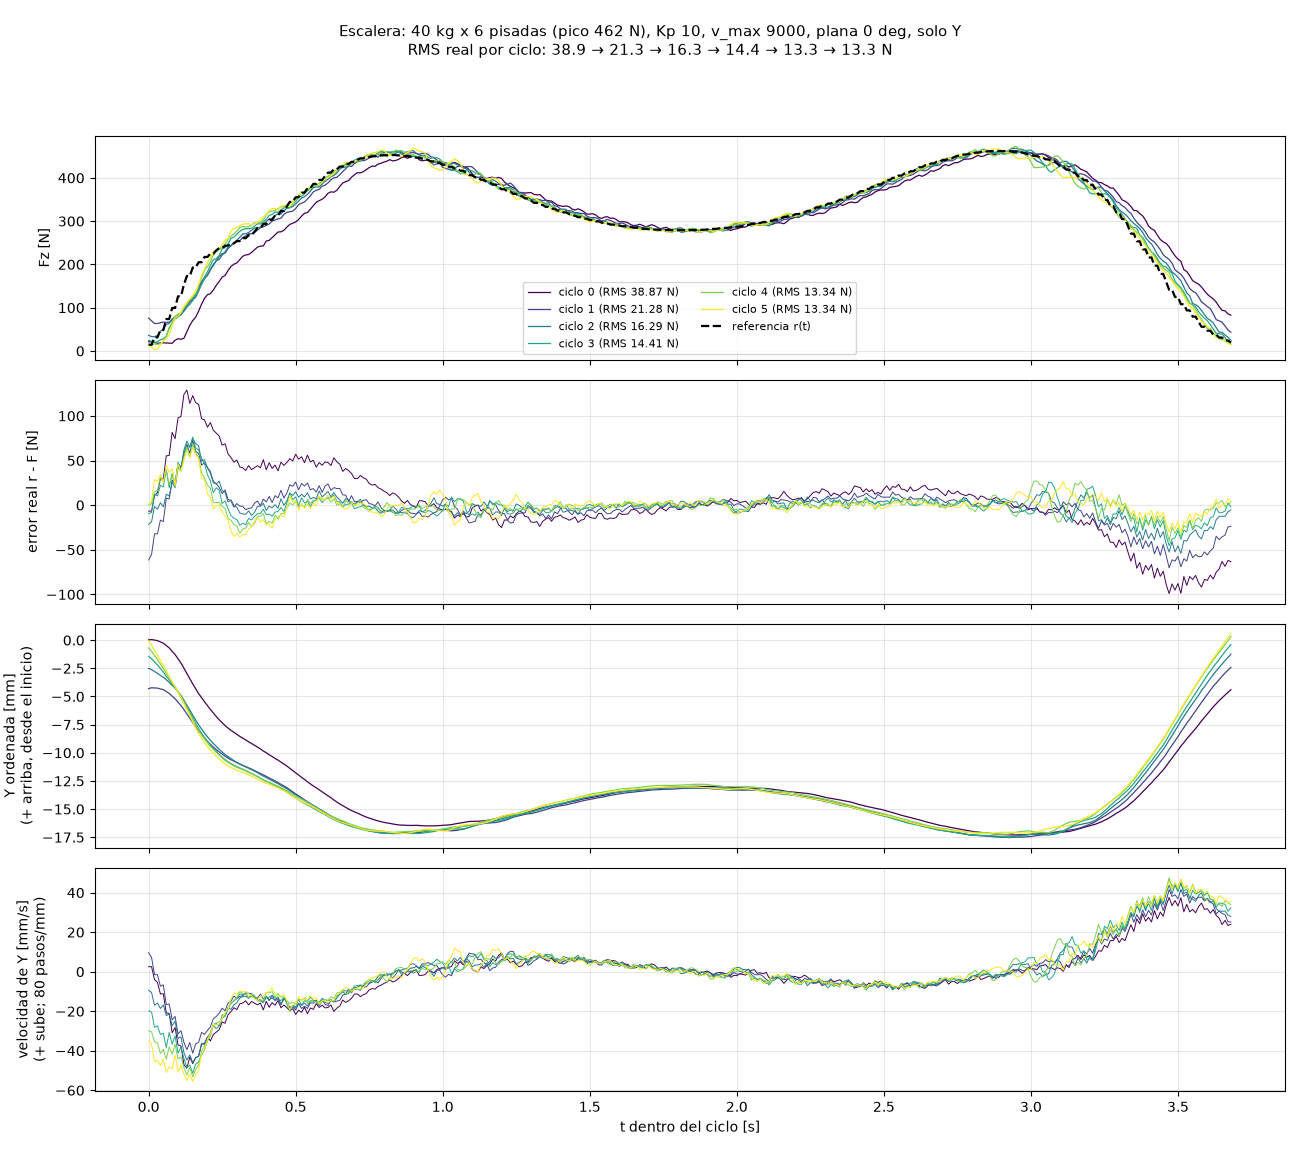 Escalera: 40 kg x 6 pisadas (pico 462 N), Kp 10, v_max 9000, plana 0 deg, solo Y
RMS real por ciclo: 38.9 → 21.3 → 16.3 → 14.4 → 13.3 → 13.3 N
Fz [N]
400
300
200
100
0
ciclo 0 (RMS 38.87 N)
ciclo 1 (RMS 21.28 N)
ciclo 2 (RMS 16.29 N)
ciclo 3 (RMS 14.41 N)
ciclo 4 (RMS 13.34 N)
ciclo 5 (RMS 13.34 N)
referencia r(t)
error real r - F [N]
100
50
0
−50
−100
Y ordenada [mm]
(+ arriba, desde el inicio)
0.0
−2.5
−5.0
−7.5
−10.0
−12.5
−15.0
−17.5
velocidad de Y [mm/s]
(+ sube; 80 pasos/mm)
40
20
0
−20
−40
−60
0.0 0.5 1.0 1.5 2.0 2.5 3.0 3.5
t dentro del ciclo [s]